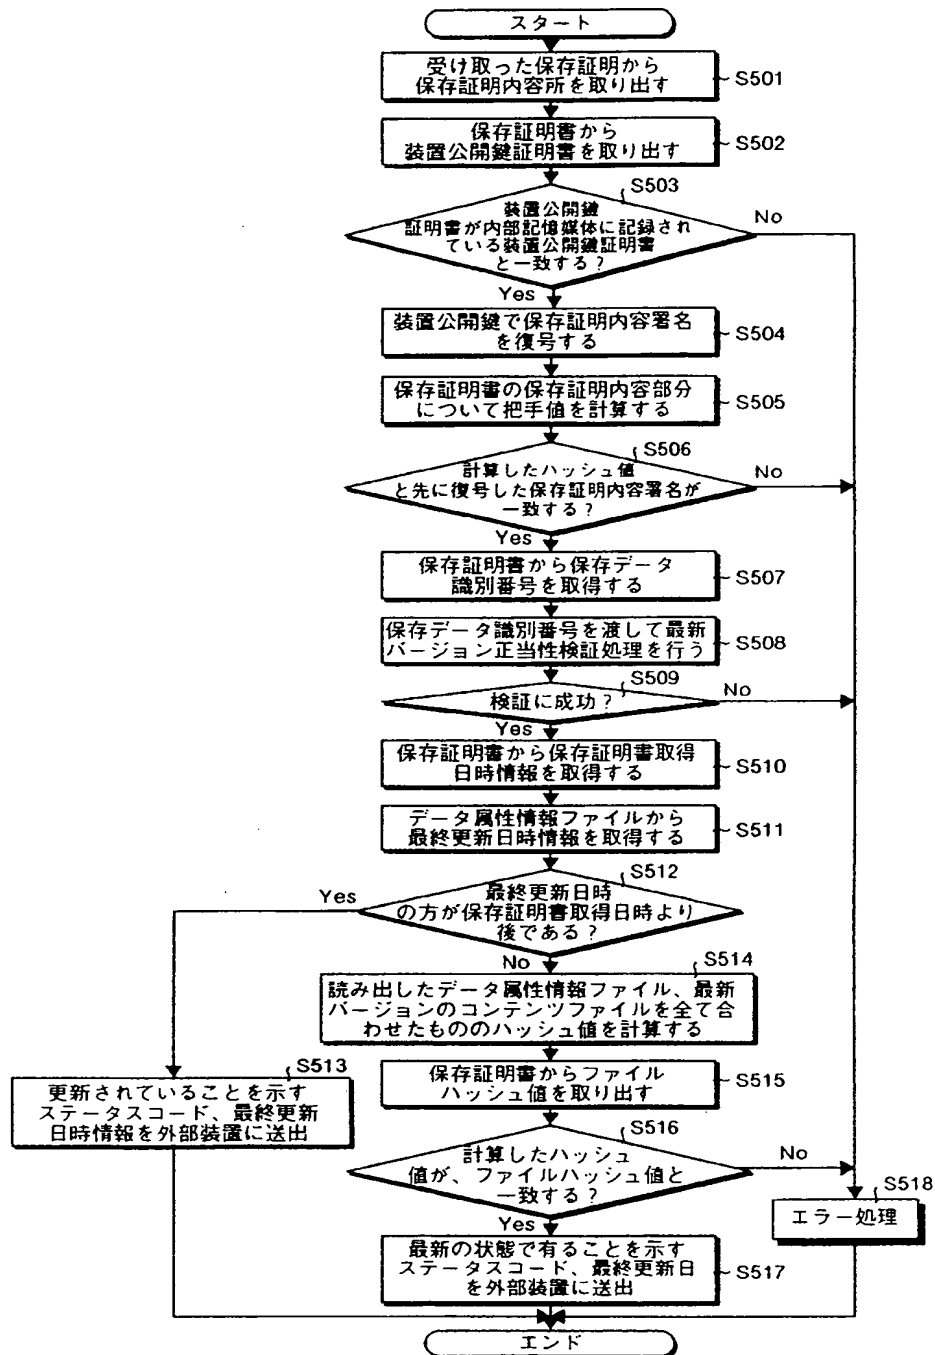 スタート
受け取った保存証明から
保存証明内容所を取り出す
S501
保存証明書から
装置公開鍵証明書を取り出す
S502
S503
装置公開鍵
証明書が内部記憶媒体に記録され
ている装置公開鍵証明書
と一致する?
No
Yes
装置公開鍵で保存証明内容署名
を復号する
S504
保存証明書の保存証明内容部分
について把手値を計算する
S505
S506
計算したハッシュ値
と先に復号した保存証明内容署名が
一致する?
No
Yes
保存証明書から保存データ
識別番号を取得する
S507
保存データ識別番号を渡して最新
バージョン正当性検証処理を行う
S508
S509
検証に成功?
No
Yes
保存証明書から保存証明書取得
日時情報を取得する
S510
データ属性情報ファイルから
最終更新日時情報を取得する
S511
S512
最終更新日時
の方が保存証明書取得日時より
後である?
Yes
No
S514
読み出したデータ属性情報ファイル、最新
バージョンのコンテンツファイルを全て合
わせたもののハッシュ値を計算する
S513
更新されていることを示す
ステータスコード、最終更新
日時情報を外部装置に送出
保存証明書からファイル
ハッシュ値を取り出す
S515
S516
計算したハッシュ
値が、ファイルハッシュ値と
一致する?
No
Yes
S518
エラー処理
最新の状態で有ることを示す
ステータスコード、最終更新日
を外部装置に送出
S517
エンド